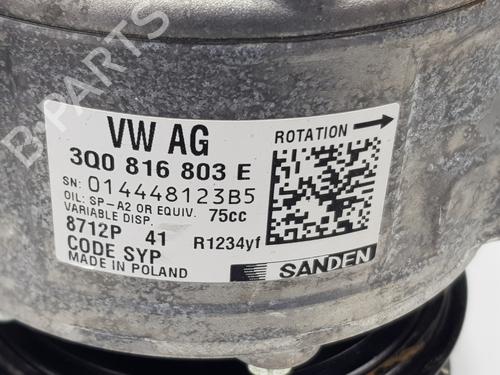 VW AG
3Q0 816 803 E
SN: 014448123B5
OIL: SP-A2 OR EQUIV. 75cc
VARIABLE DISP.
8712P 41 R1234yf
CODE SYP
MADE IN POLAND
ROTATION
SANDEN